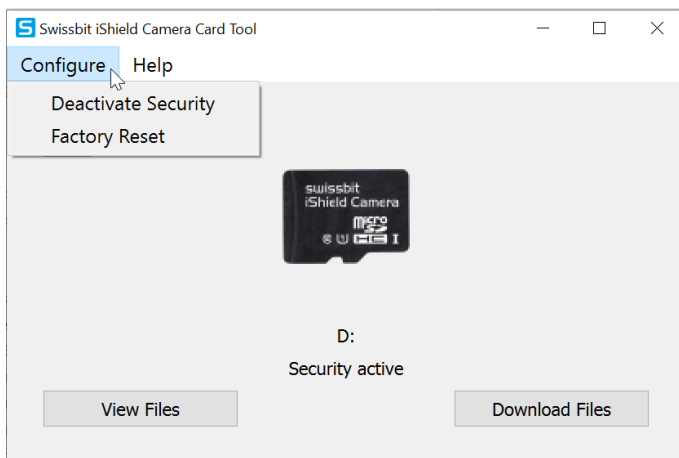 S Swissbit iShield Camera Card Tool
Configure Help
Deactivate Security
Factory Reset
swissbit
iShield Camera
micro
SD
HC I
D:
Security active
View Files
Download Files